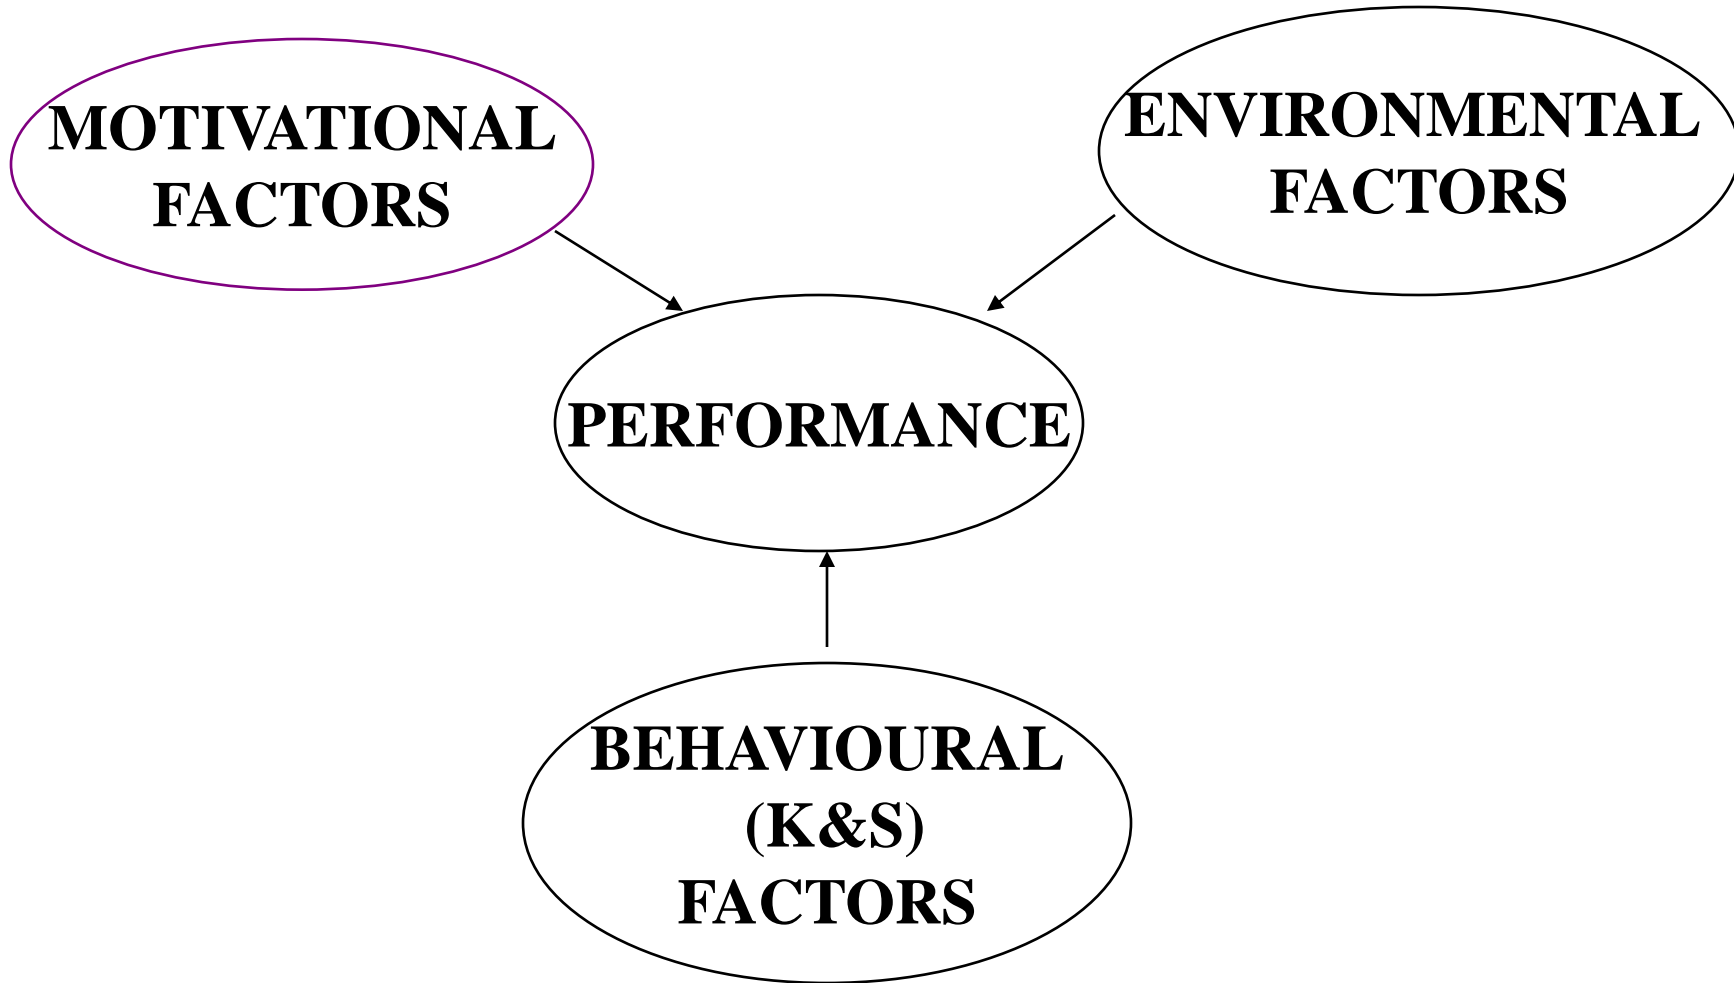 MOTIVATIONAL
FACTORS
ENVIRONMENTAL
FACTORS
PERFORMANCE
BEHAVIOURAL
(K&S)
FACTORS